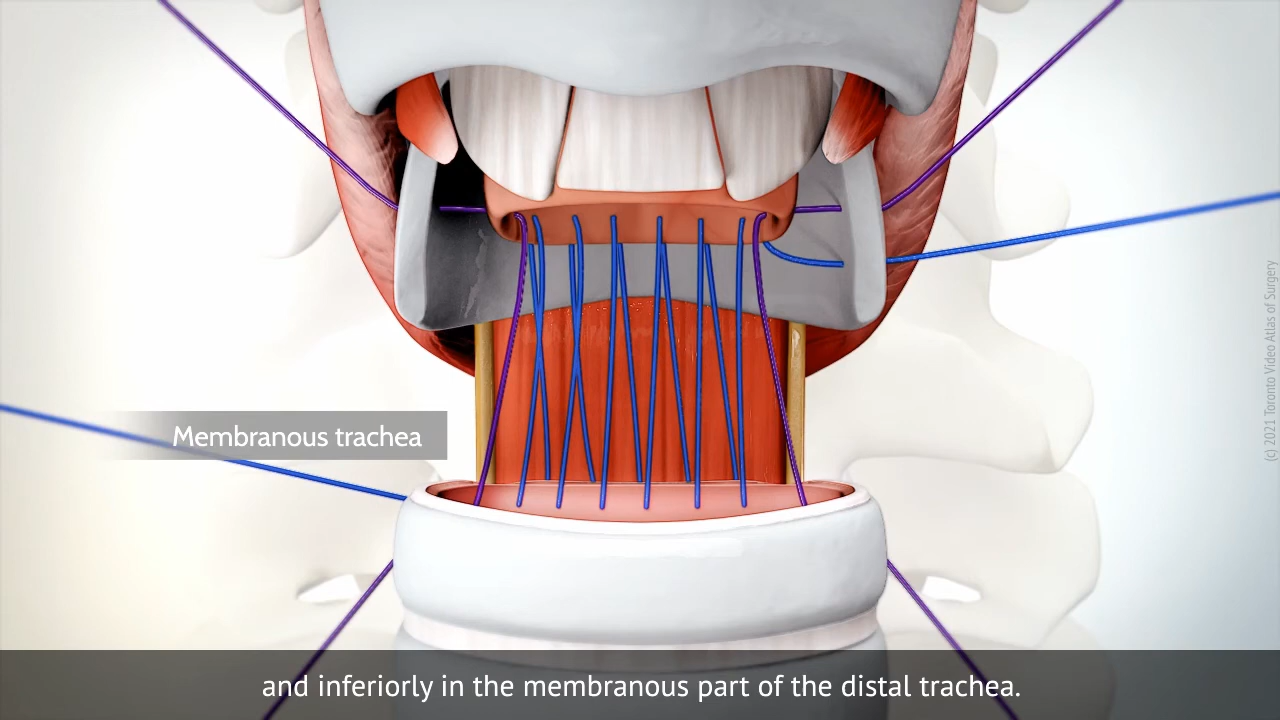 Membranous trachea
(c) 2021 Toronto Video Atlas of Surgery
and inferiorly in the membranous part of the distal trachea.